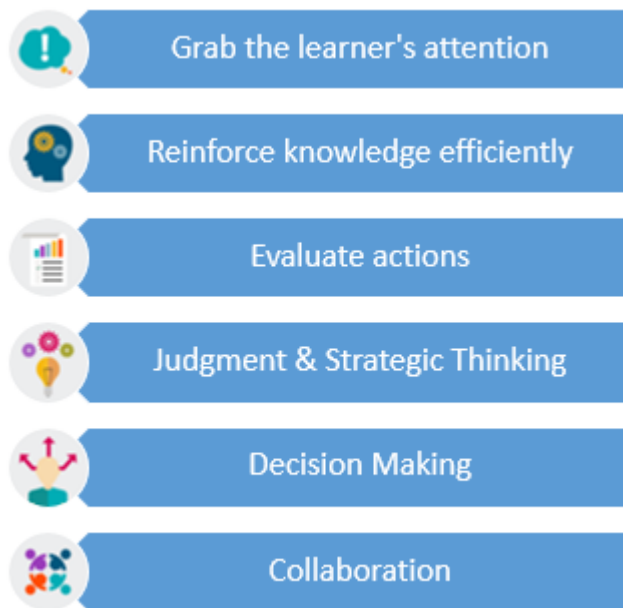 Grab the learner's attention
Reinforce knowledge efficiently
Evaluate actions
Judgment & Strategic Thinking
Decision Making
Collaboration